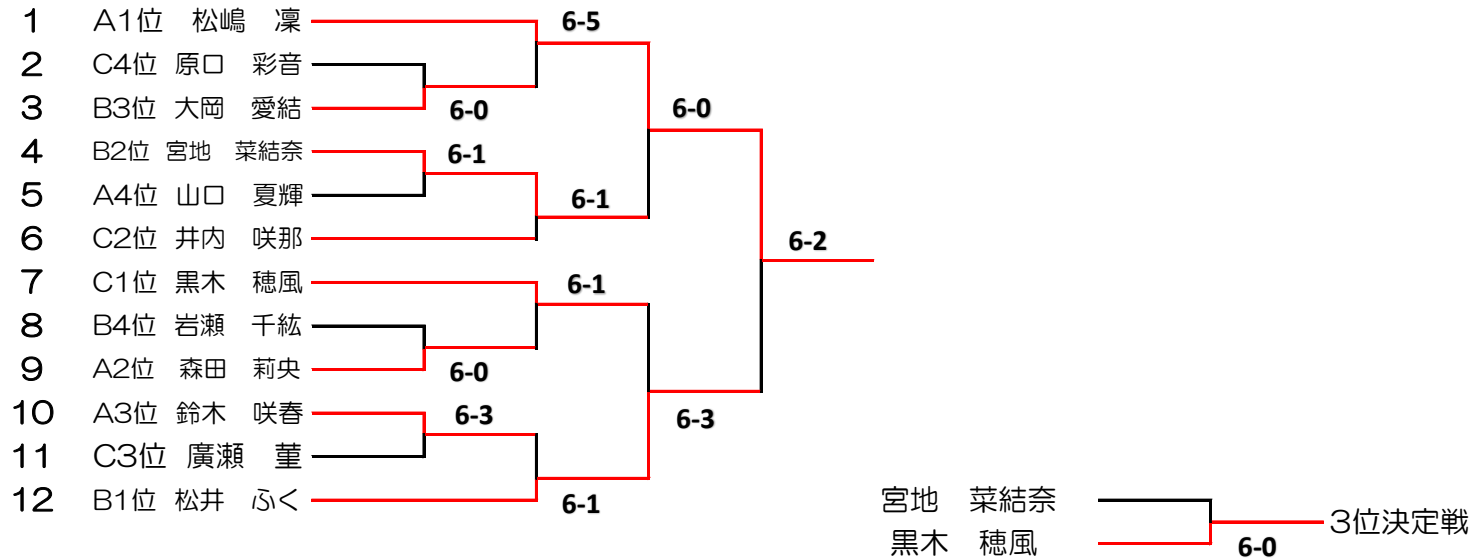 1 A1位 松嶋 凜 6-5
2 C4位 原口 彩音
3 B3位 大岡 愛結 6-0 6-0
4 B2位 宮地 菜結奈 6-1
5 A4位 山口 夏輝 6-1
6 C2位 井内 咲那 6-2
7 C1位 黒木 穂風 6-1
8 B4位 岩瀬 千紘
9 A2位 森田 莉央 6-0
10 A3位 鈴木 咲春 6-3 6-3
11 C3位 廣瀬 菫
12 B1位 松井 ふく 6-1
宮地 菜結奈
3位決定戦
黒木 穂風 6-0